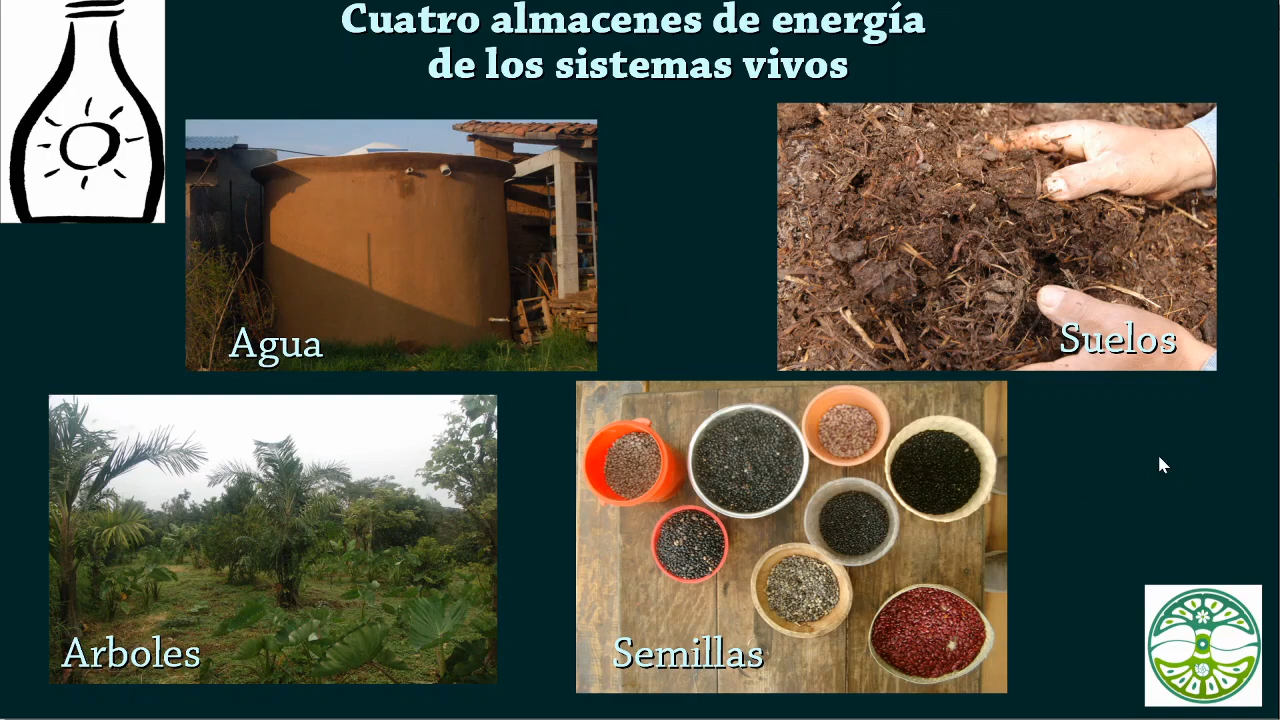 Cuatro almacenes de energía
de los sistemas vivos
Agua
Suelos
Arboles
Semillas